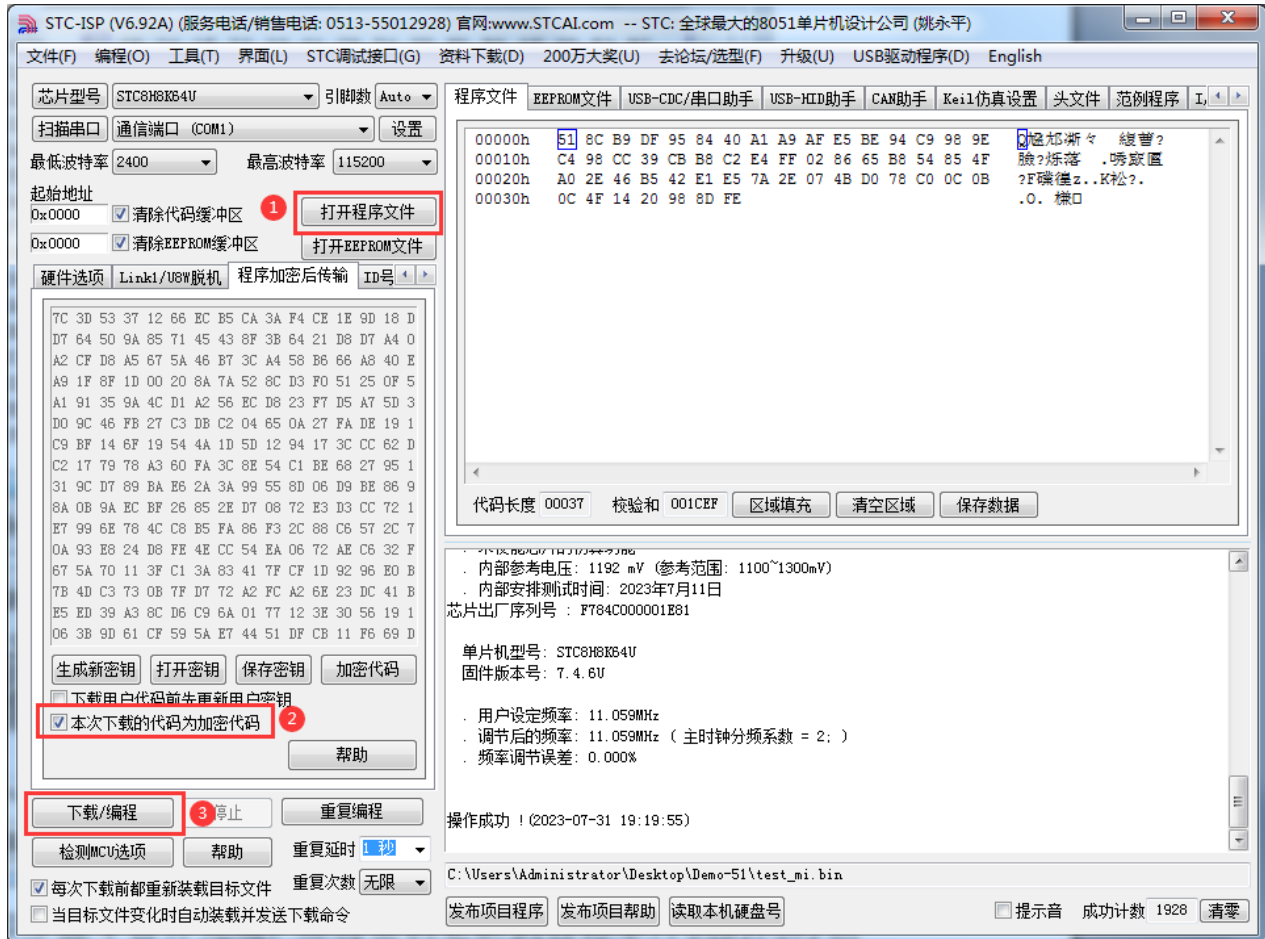 STC-ISP (V6.92A) (服务电话/销售电话: 0513-55012928) 官网:www.STCAI.com -- STC: 全球最大的8051单片机设计公司 (姚永平)
文件(F) 编程(O) 工具(T) 界面(L) STC调试接口(G) 资料下载(D) 200万大奖(U) 去论坛/选型(F) 升级(U) USB驱动程序(D) English
芯片型号 STC8H8K64U 引脚数 Auto
扫描串口 通信端口 (COM1) 设置
最低波特率 2400 最高波特率 115200
起始地址
0x0000 清除代码缓冲区 1 打开程序文件
0x0000 清除EEPROM缓冲区 打开EEPROM文件
硬件选项 Link1/U8W脱机 程序加密后传输 ID号
7C 3D 53 37 12 66 EC B5 CA 3A F4 CE 1E 9D 18 D
D7 64 50 9A 85 71 45 43 8F 3B 64 21 D8 D7 A4 0
A2 CF D8 A5 67 5A 46 B7 3C A4 58 B6 66 A8 40 E
A9 1F 8F 1D 00 20 8A 7A 52 8C D3 F0 51 25 0F 5
A1 91 35 9A 4C D1 A2 56 EC D8 23 F7 D5 A7 5D 3
D0 9C 46 FB 27 C3 DB C2 04 65 0A 27 FA DE 19 1
C9 BF 14 6F 19 54 4A 1D 5D 12 94 17 3C CC 62 D
C2 17 79 78 A3 60 FA 3C 8E 54 C1 BE 68 27 95 1
31 9C D7 89 BA E6 2A 3A 99 55 8D 06 D9 BE 86 9
8A 0B 9A EC BF 26 85 2E D7 08 72 E3 D3 CC 72 1
E7 99 6E 78 4C C8 B5 FA 86 F3 2C 88 C6 57 2C 7
0A 93 E8 24 D8 FE 4E CC 54 EA 06 72 AE C6 32 F
67 5A 70 11 3F C1 3A 83 41 7F CF 1D 92 96 E0 B
7B 4D C3 73 0B 7F D7 72 A2 FC A2 6E 23 DC 41 B
E5 ED 39 A3 8C D6 C9 6A 01 77 12 3E 30 56 19 1
06 3B 9D 61 CF 59 5A E7 44 51 DF CB 11 F6 69 D
生成新密钥 打开密钥 保存密钥 加密代码
下载用户代码前先更新用户密钥
本次下载的代码为加密代码 2
帮助
下载/编程 3 停止 重复编程
检测MCU选项 帮助 重复延时 1 秒
每次下载前都重新装载目标文件 重复次数 无限
当目标文件变化时自动装载并发送下载命令
程序文件 EEPROM文件 USB-CDC/串口助手 USB-HID助手 CAN助手 Keil仿真设置 头文件 范例程序 I
00000h 51 8C B9 DF 95 84 40 A1 A9 AF E5 BE 94 C9 98 9E
00010h C4 98 CC 39 CB B8 C2 E4 FF 02 86 65 B8 54 85 4F
00020h A0 2E 46 B5 42 E1 E5 7A 2E 07 4B D0 78 C0 0C 0B
00030h 0C 4F 14 20 98 8D FE
代码长度 00037 校验和 001CEF 区域填充 清空区域 保存数据
. 内部参考电压: 1192 mV (参考范围: 1100~1300mV)
. 内部安排测试时间: 2023年7月11日
芯片出厂序列号 : F784C000001E81
单片机型号: STC8H8K64U
固件版本号: 7.4.6U
. 用户设定频率: 11.059MHz
. 调节后的频率: 11.059MHz ( 主时钟分频系数 = 2; )
. 频率调节误差: 0.000%
操作成功 !(2023-07-31 19:19:55)
C:\Users\Administrator\Desktop\Demo-51\test_mi.bin
发布项目程序 发布项目帮助 读取本机硬盘号 提示音 成功计数 1928 清零